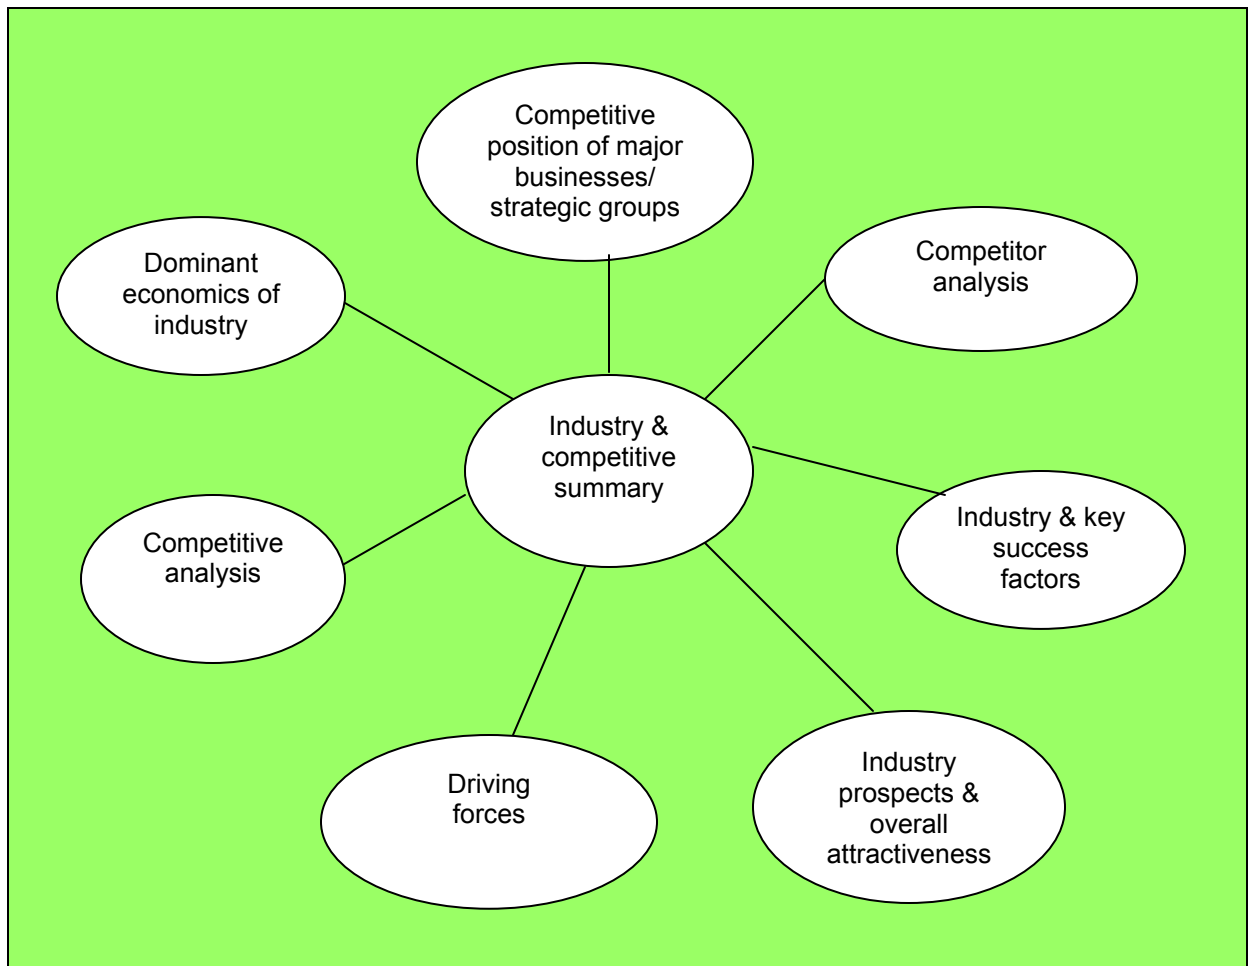 Competitive
position of major
businesses/
strategic groups
Competitor
analysis
Dominant
economics of
industry
Industry &
competitive
summary
Industry & key
success
factors
Competitive
analysis
Industry
prospects &
overall
attractiveness
Driving
forces